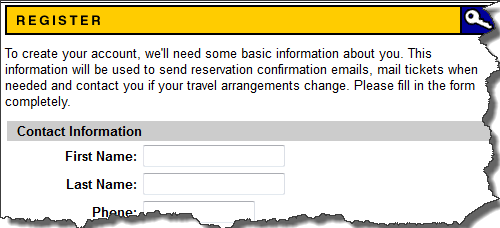 REGISTER
To create your account, we'll need some basic information about you. This
information will be used to send reservation confirmation emails, mail tickets when
needed and contact you if your travel arrangements change. Please fill in the form
completely.
Contact Information
First Name:
Last Name:
Phone: